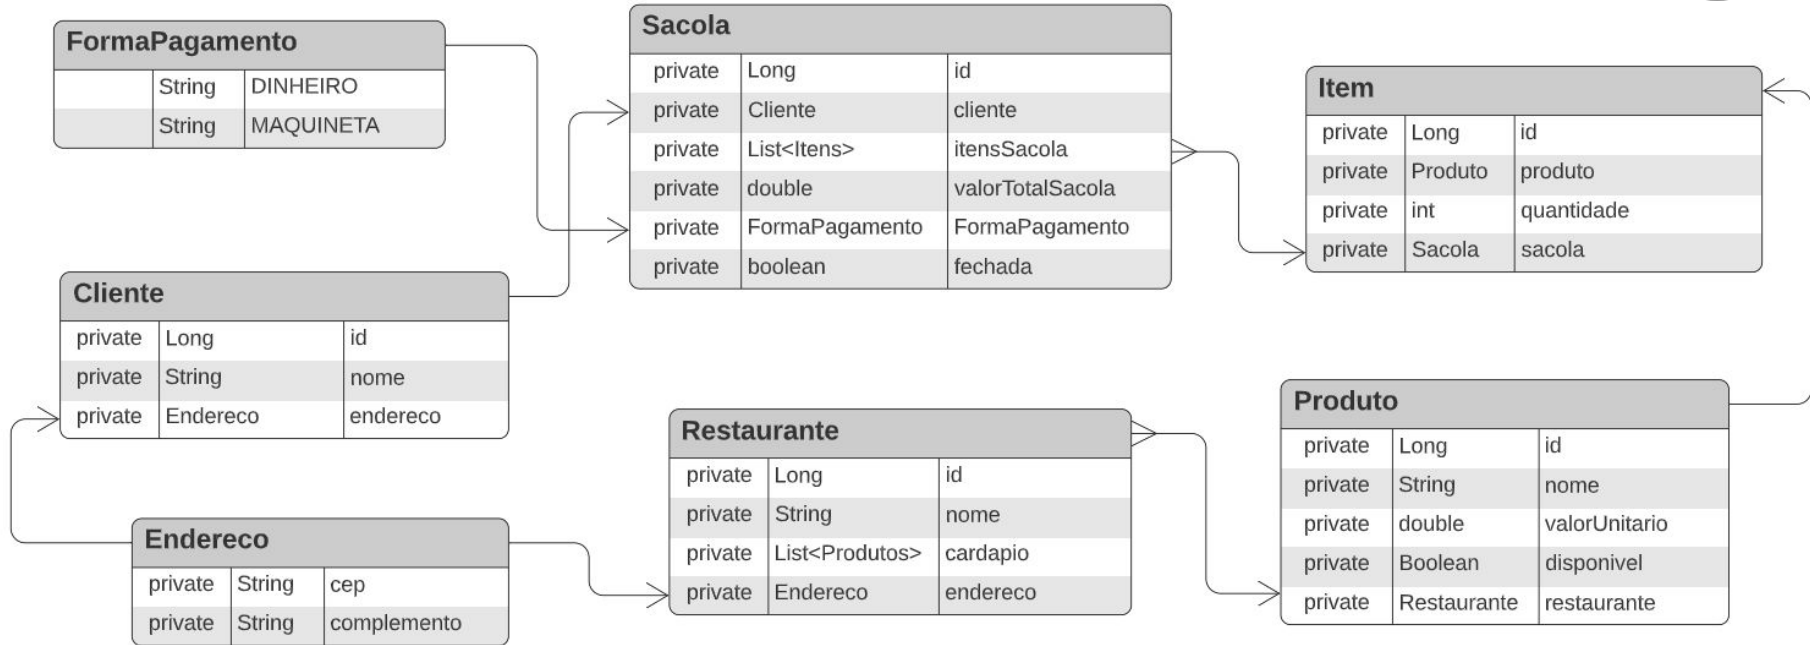 FormaPagamento
String DINHEIRO
String MAQUINETA
Sacola
private Long id
private Cliente cliente
private List<Itens> itensSacola
private double valorTotalSacola
private FormaPagamento FormaPagamento
private boolean fechada
Item
private Long id
private Produto produto
private int quantidade
private Sacola sacola
Cliente
private Long id
private String nome
private Endereco endereco
Restaurante
private Long id
private String nome
private List<Produtos> cardapio
private Endereco endereco
Produto
private Long id
private String nome
private double valorUnitario
private Boolean disponivel
private Restaurante restaurante
Endereco
private String cep
private String complemento